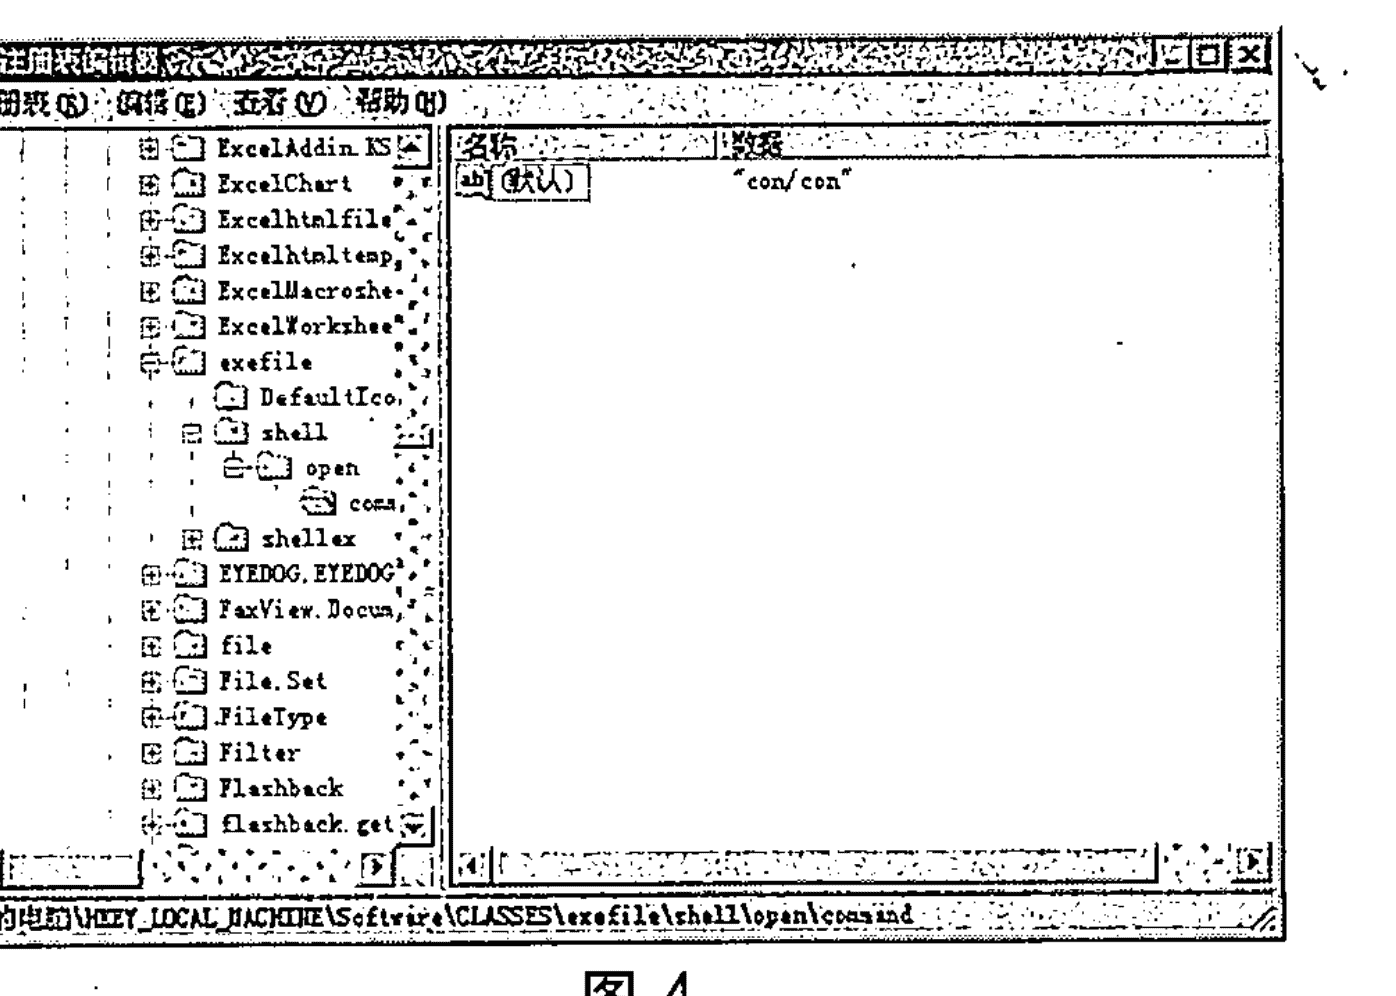 注册表编辑器
册表(R) 编辑(E) 查看(V) 帮助(H)
名称 数据
(默认) "con/con"
ExcelAddin.KS
ExcelChart
Excelhtmlfile
Excelhtmltemp
ExcelMacroshe
ExcelWorkshee
exefile
DefaultIco
shell
open
comm
shellex
EYEDOG.EYEDOG
FaxView.Docum
file
File.Set
FileType
Filter
Flashback
flashback.get
的电脑\HKEY_LOCAL_MACHINE\Software\CLASSES\exefile\shell\open\command
图 4